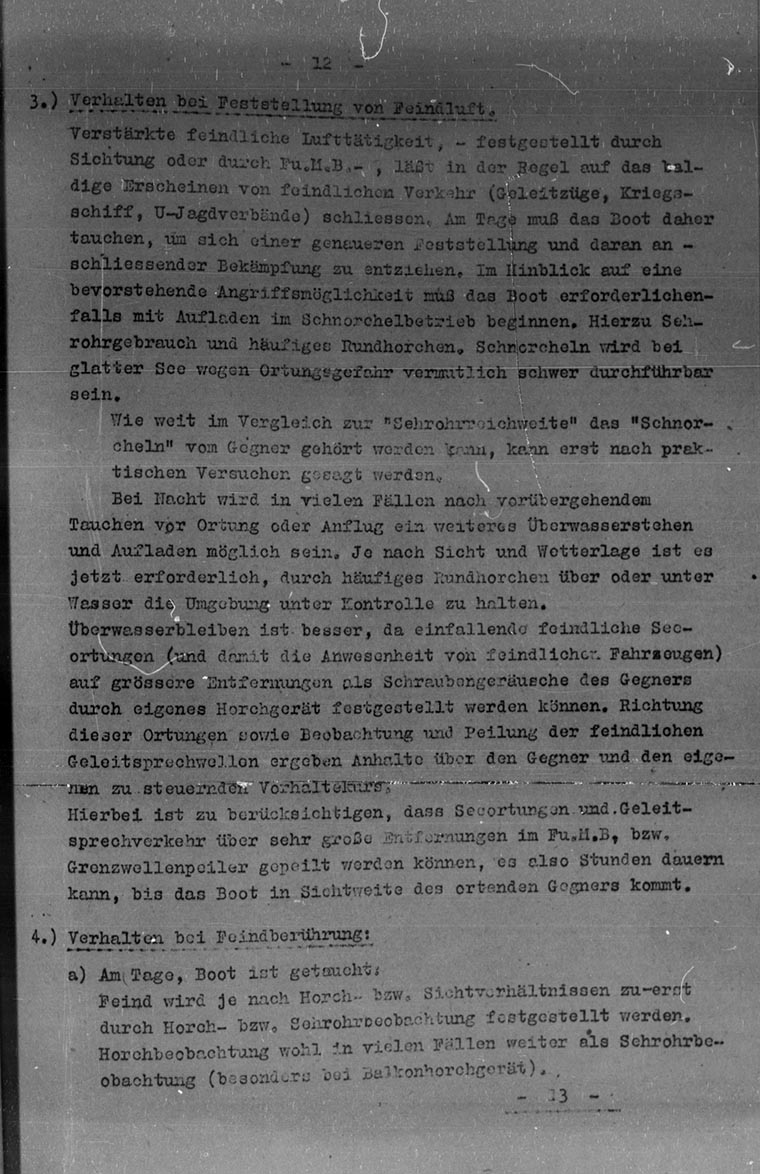 - 12 -
3.) Verhalten bei Feststellung von Feindluft.
Verstärkte feindliche Lufttätigkeit, - festgestellt durch
Sichtung oder durch Fu.M.B.- , läßt in der Regel auf das bal-
dige Erscheinen von feindlichem Verkehr (Geleitzüge, Kriegs-
schiff, U-Jagdverbände) schliessen. Am Tage muß das Boot daher
tauchen, um sich einer genaueren Feststellung und daran an -
schliessender Bekämpfung zu entziehen. Im Hinblick auf eine
bevorstehende Angriffsmöglichkeit muß das Boot erforderlichen-
falls mit Aufladen im Schnorchelbetrieb beginnen. Hierzu Seh-
rohrgebrauch und häufiges Rundhorchen. Schnorcheln wird bei
glatter See wegen Ortungsgefahr vermutlich schwer durchführbar
sein.
Wie weit im Vergleich zur "Sehrohrreichweite" das "Schnor-
cheln" vom Gegner gehört werden kann, kann erst nach prak-
tischen Versuchen gesagt werden.
Bei Nacht wird in vielen Fällen nach vorübergehendem
Tauchen vor Ortung oder Anflug ein weiteres Überwasserstehen
und Aufladen möglich sein. Je nach Sicht und Wetterlage ist es
jetzt erforderlich, durch häufiges Rundhorchen über oder unter
Wasser die Umgebung unter Kontrolle zu halten.
Überwasserbleiben ist besser, da einfallende feindliche See-
ortungen (und damit die Anwesenheit von feindlichen Fahrzeugen)
auf grössere Entfernungen als Schraubengeräusche des Gegners
durch eigenes Horchgerät festgestellt werden können. Richtung
dieser Ortungen sowie Beobachtung und Peilung der feindlichen
Geleitsprechwellen ergeben Anhalte über den Gegner und den eige-
nen zu steuernden Vorhaltekurs.
Hierbei ist zu berücksichtigen, dass Seeortungen und Geleit-
sprechverkehr über sehr große Entfernungen im Fu.M.B, bzw.
Grenzwellenpeiler gepeilt werden können, es also Stunden dauern
kann, bis das Boot in Sichtweite des ortenden Gegners kommt.
4.) Verhalten bei Feindberührung:
a) Am Tage, Boot ist getaucht:
Feind wird je nach Horch- bzw. Sichtverhältnissen zu-erst
durch Horch- bzw. Sehrohrbeobachtung festgestellt werden.
Horchbeobachtung wohl in vielen Fällen weiter als Sehrohrbe-
obachtung (besonders bei Balkonhorchgerät).
- 13 -